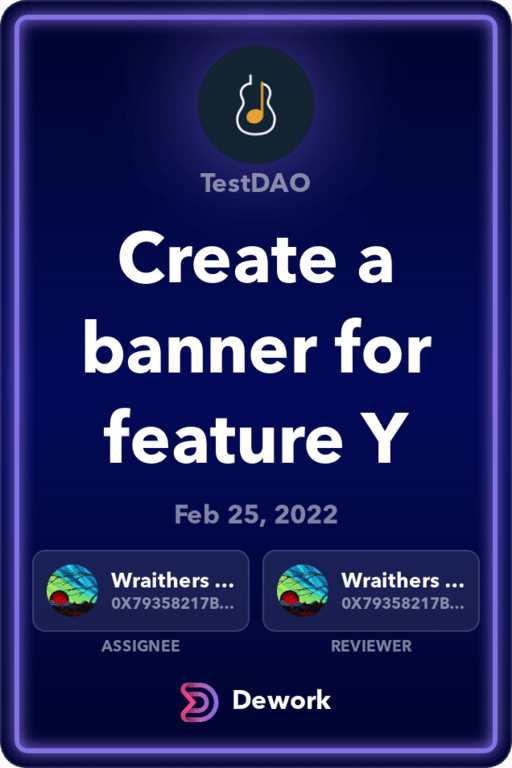 TestDAO
Create a
banner for
feature Y
Feb 25, 2022
Wraithers ... Wraithers ...
0X79358217B... 0X79358217B...
ASSIGNEE REVIEWER
Dework